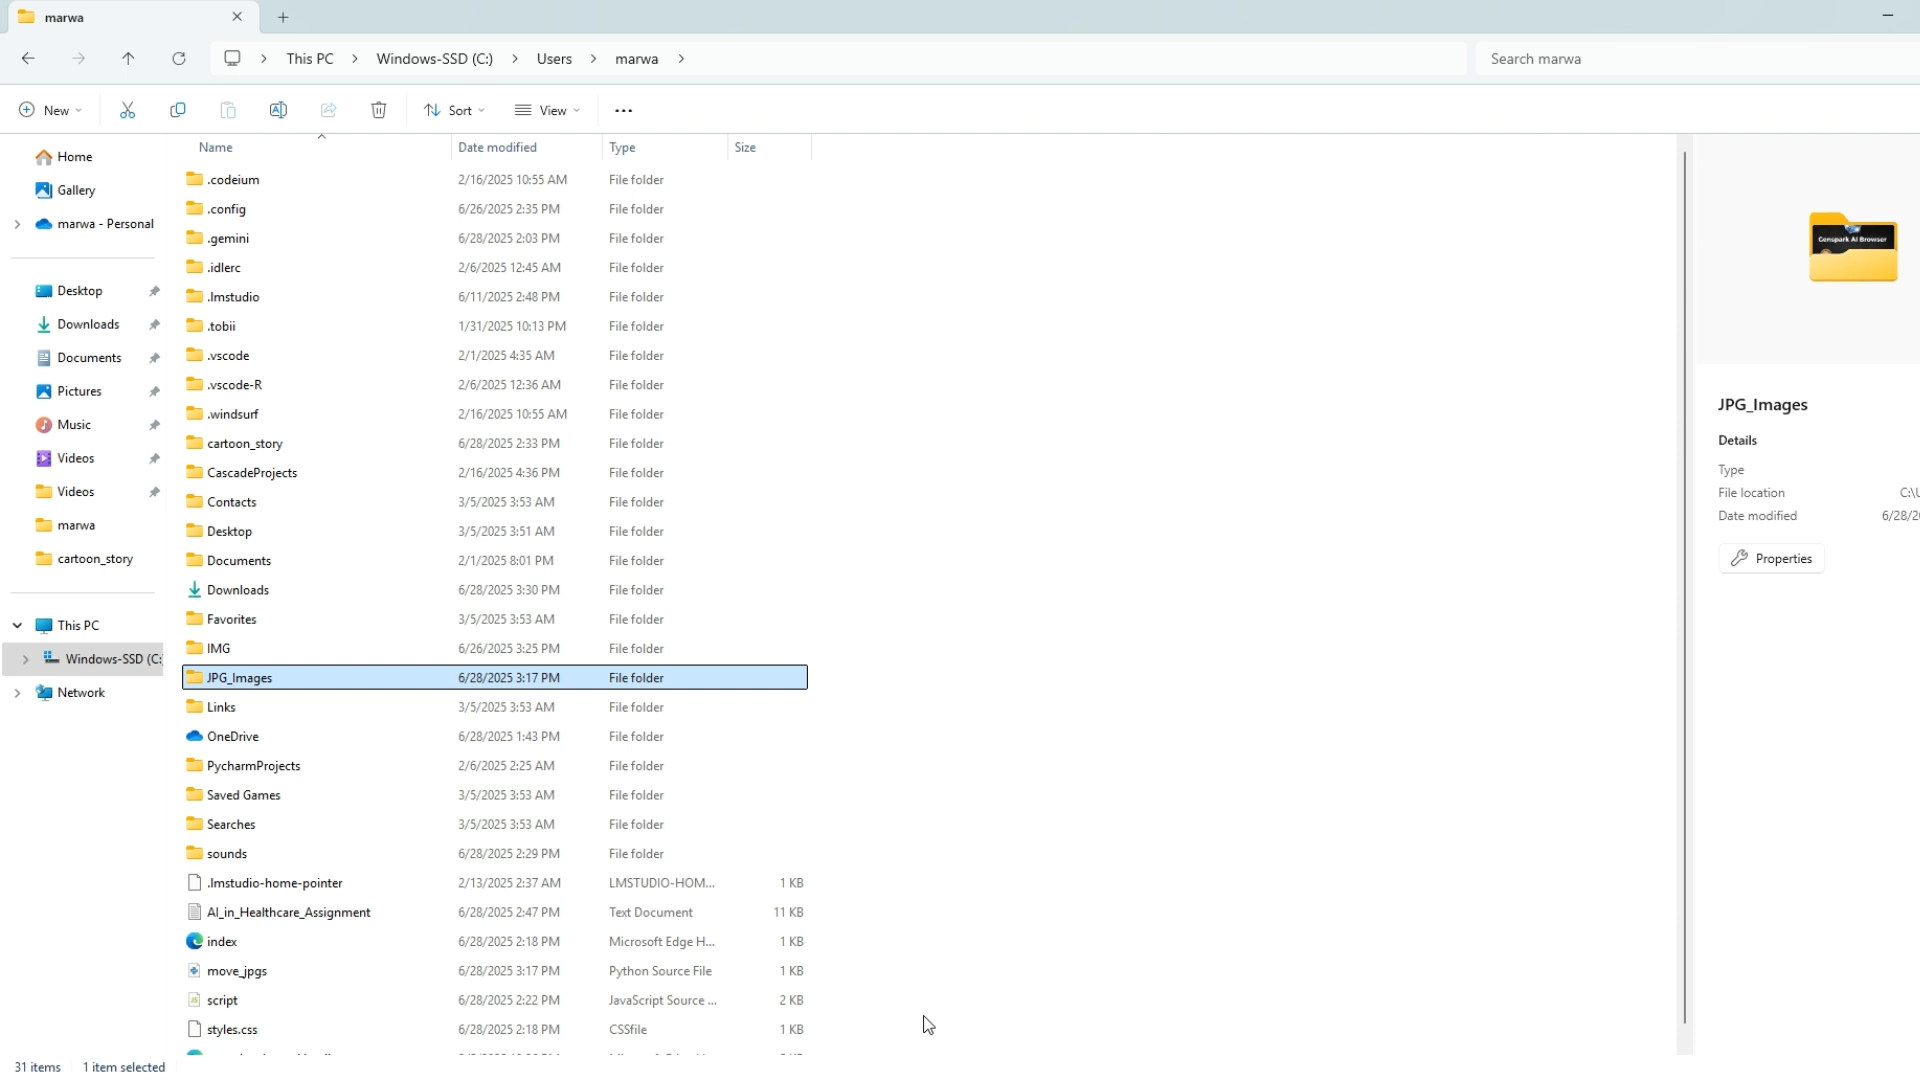 marwa
This PC > Windows-SSD (C:) > Users > marwa >
Search marwa
New
Sort
View
Home
Gallery
marwa - Personal
Desktop
Downloads
Documents
Pictures
Music
Videos
Videos
marwa
cartoon_story
This PC
Windows-SSD (C:
Network
Name Date modified Type Size
.codeium 2/16/2025 10:55 AM File folder
.config 6/26/2025 2:35 PM File folder
.gemini 6/28/2025 2:03 PM File folder
.idlerc 2/6/2025 12:45 AM File folder
.lmstudio 6/11/2025 2:48 PM File folder
.tobii 1/31/2025 10:13 PM File folder
.vscode 2/1/2025 4:35 AM File folder
.vscode-R 2/6/2025 12:36 AM File folder
.windsurf 2/16/2025 10:55 AM File folder
cartoon_story 6/28/2025 2:33 PM File folder
CascadeProjects 2/16/2025 4:36 PM File folder
Contacts 3/5/2025 3:53 AM File folder
Desktop 3/5/2025 3:51 AM File folder
Documents 2/1/2025 8:01 PM File folder
Downloads 6/28/2025 3:30 PM File folder
Favorites 3/5/2025 3:53 AM File folder
IMG 6/26/2025 3:25 PM File folder
JPG_Images 6/28/2025 3:17 PM File folder
Links 3/5/2025 3:53 AM File folder
OneDrive 6/28/2025 1:43 PM File folder
PycharmProjects 2/6/2025 2:25 AM File folder
Saved Games 3/5/2025 3:53 AM File folder
Searches 3/5/2025 3:53 AM File folder
sounds 6/28/2025 2:29 PM File folder
.lmstudio-home-pointer 2/13/2025 2:37 AM LMSTUDIO-HOM... 1 KB
AI_in_Healthcare_Assignment 6/28/2025 2:47 PM Text Document 11 KB
index 6/28/2025 2:18 PM Microsoft Edge H... 1 KB
move_jpgs 6/28/2025 3:17 PM Python Source File 1 KB
script 6/28/2025 2:22 PM JavaScript Source ... 2 KB
styles.css 6/28/2025 2:18 PM CSSfile 1 KB
Genspark AI Browser
JPG_Images
Details
Type
File location C:\U
Date modified 6/28/20
Properties
31 items 1 item selected